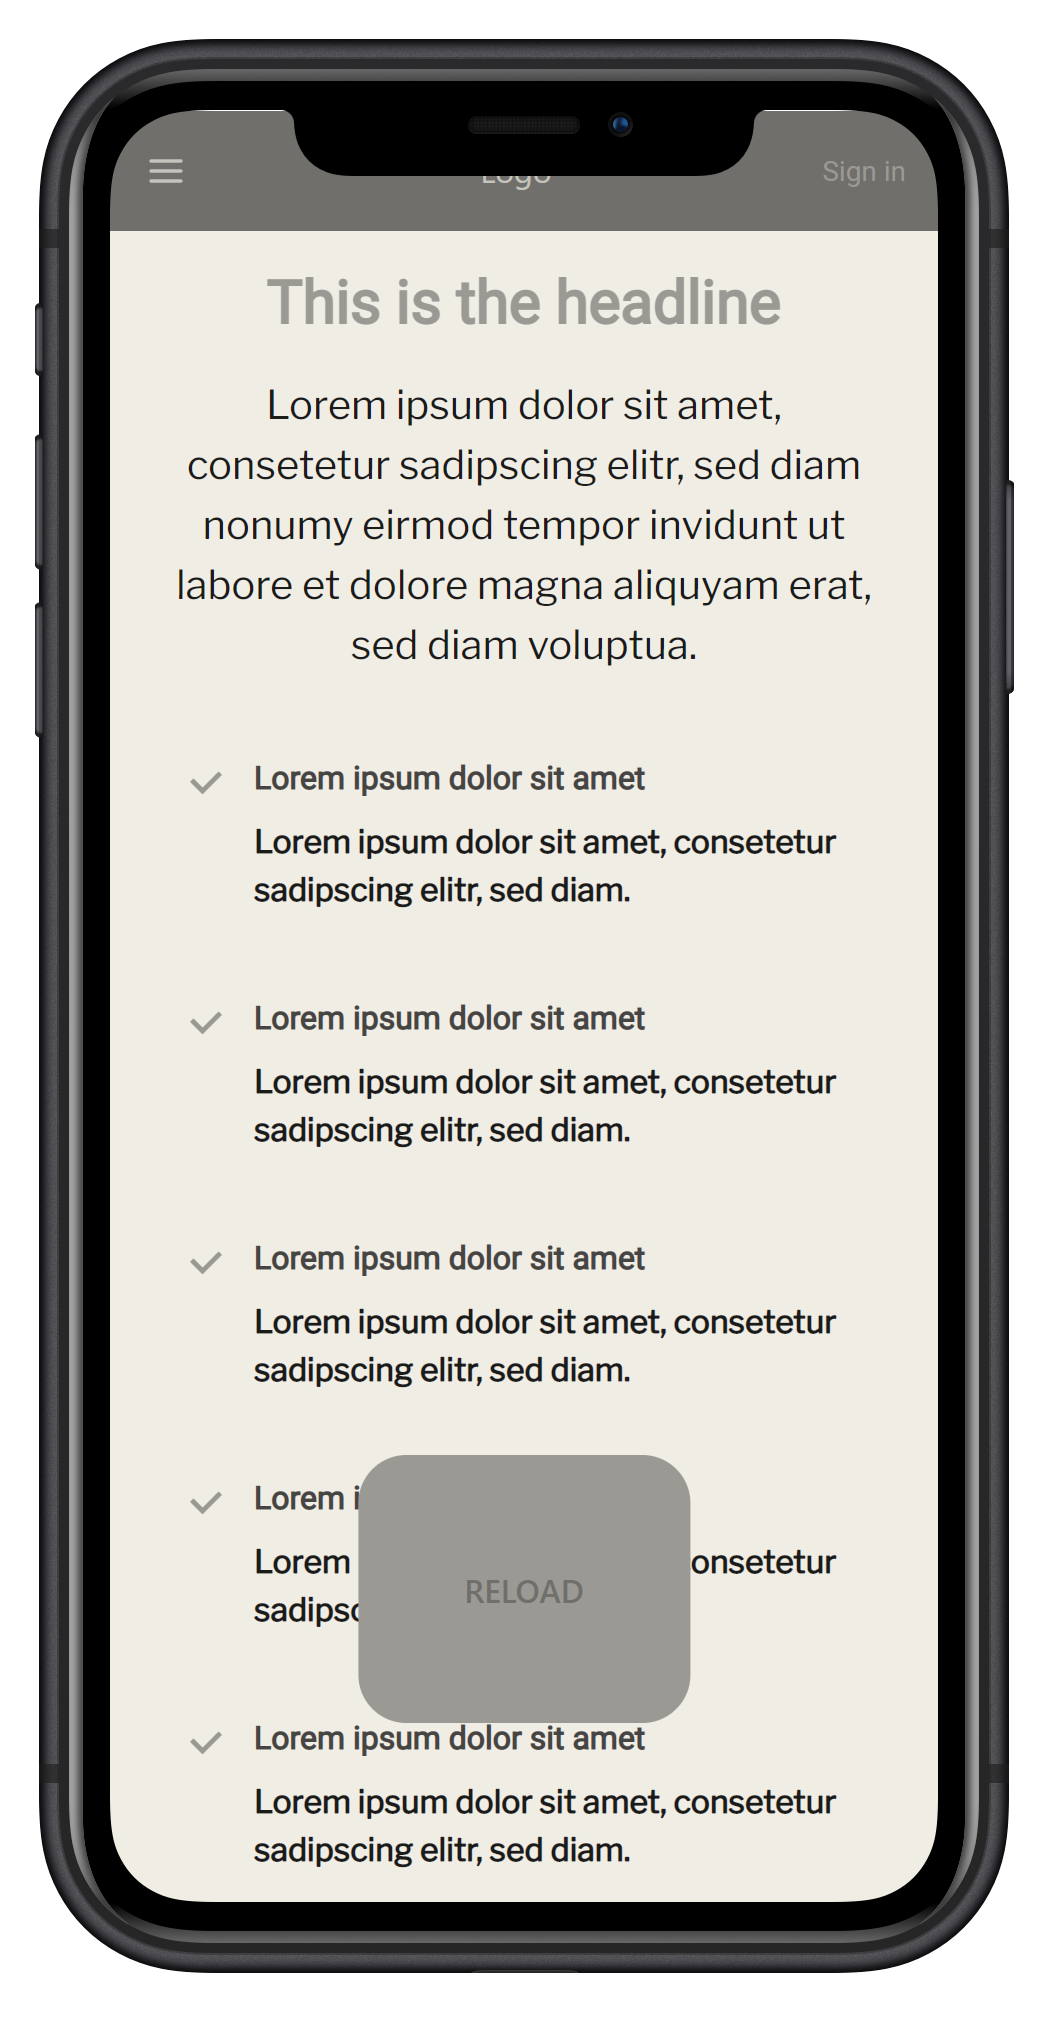 Logo
Sign in
This is the headline
Lorem ipsum dolor sit amet,
consetetur sadipscing elitr, sed diam
nonumy eirmod tempor invidunt ut
labore et dolore magna aliquyam erat,
sed diam voluptua.
Lorem ipsum dolor sit amet
Lorem ipsum dolor sit amet, consetetur
sadipscing elitr, sed diam.
Lorem ipsum dolor sit amet
Lorem ipsum dolor sit amet, consetetur
sadipscing elitr, sed diam.
Lorem ipsum dolor sit amet
Lorem ipsum dolor sit amet, consetetur
sadipscing elitr, sed diam.
Lorem
Lorem onsetetur
sadipsc
RELOAD
Lorem ipsum dolor sit amet
Lorem ipsum dolor sit amet, consetetur
sadipscing elitr, sed diam.